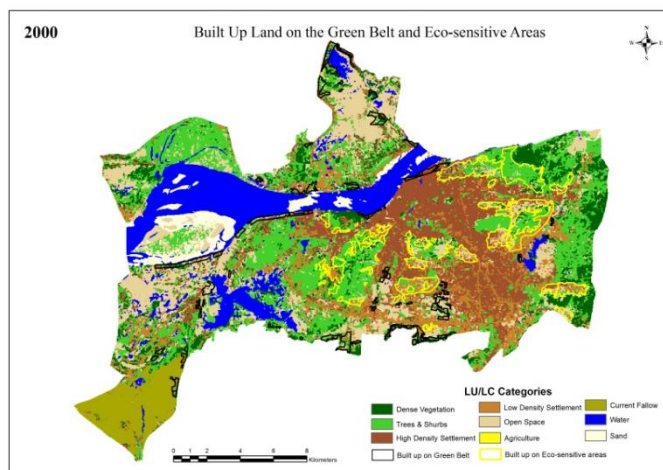 2000
Built Up Land on the Green Belt and Eco-sensitive Areas
N
W E
S
LU/LC Categories
Dense Vegetation
Low Density Settlement
Current Fallow
Trees & Shurbs
Open Space
Water
High Density Settlement
Agriculture
Sand
Built up on Green Belt
Built up on Eco-sensitive areas
0 2 4 6 8
Kilometers